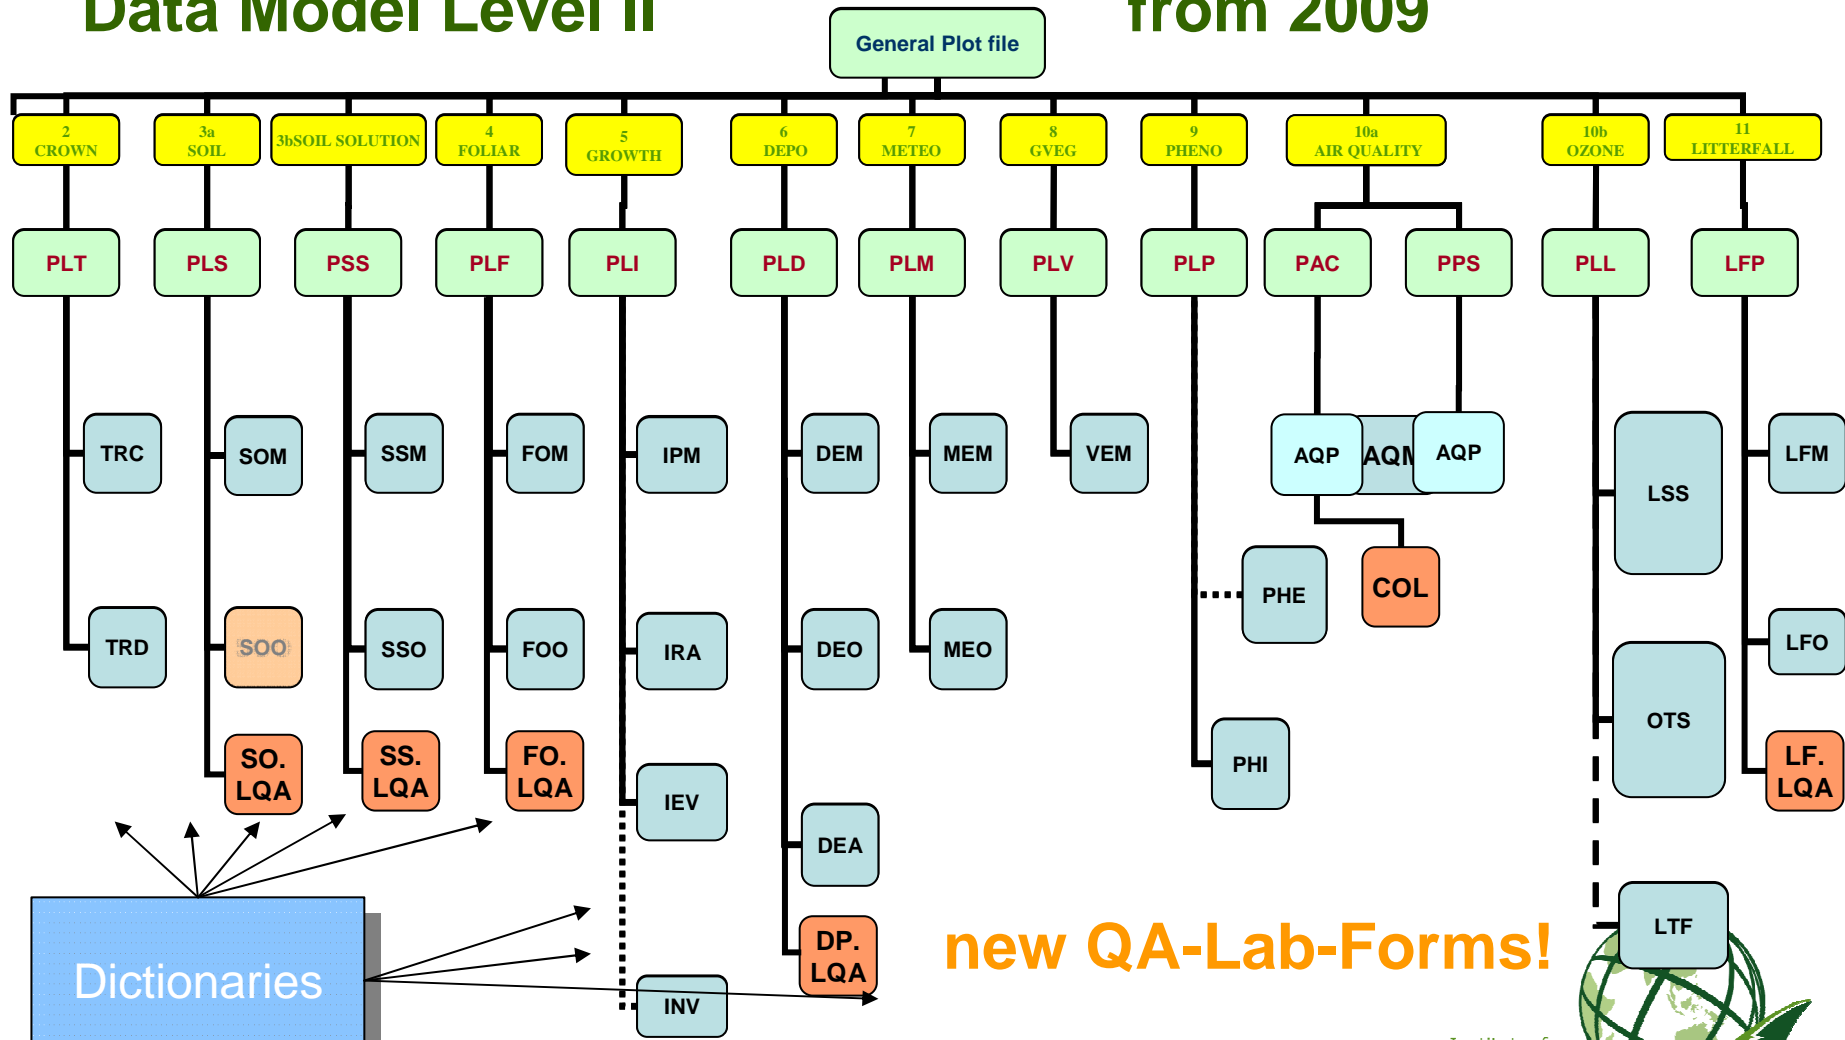 Data Model Level II from 2009
General Plot file
2
CROWN
3a
SOIL
3bSOIL SOLUTION
4
FOLIAR
5
GROWTH
6
DEPO
7
METEO
8
GVEG
9
PHENO
10a
AIR QUALITY
10b
OZONE
11
LITTERFALL
PLT
PLS
PSS
PLF
PLI
PLD
PLM
PLV
PLP
PAC
PPS
PLL
LFP
TRC
SOM
SSM
FOM
IPM
DEM
MEM
VEM
AQP
AQM
AQP
LSS
LFM
PHE
COL
TRD
SOO
SSO
FOO
IRA
DEO
MEO
LFO
OTS
SO.
LQA
SS.
LQA
FO.
LQA
IEV
PHI
LF.
LQA
DEA
DP.
LQA
LTF
new QA-Lab-Forms!
Dictionaries
INV